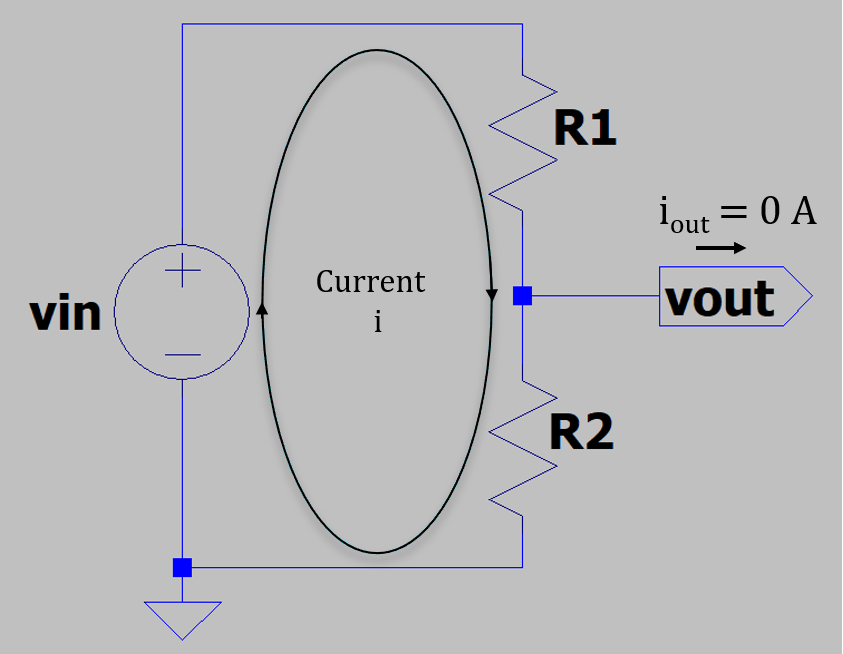 R1
i_out = 0 A
Current
i
vin
vout
R2